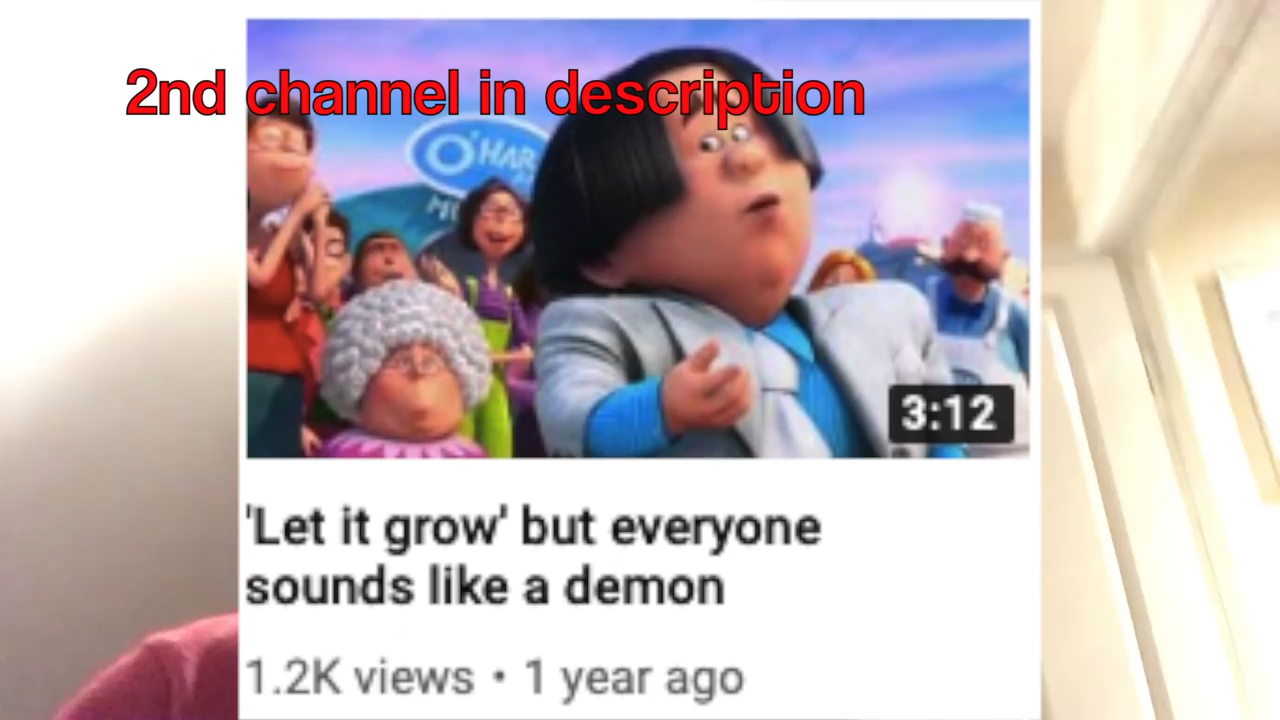 2nd channel in description
O'HAR
3:12
'Let it grow' but everyone
sounds like a demon
1.2K views • 1 year ago